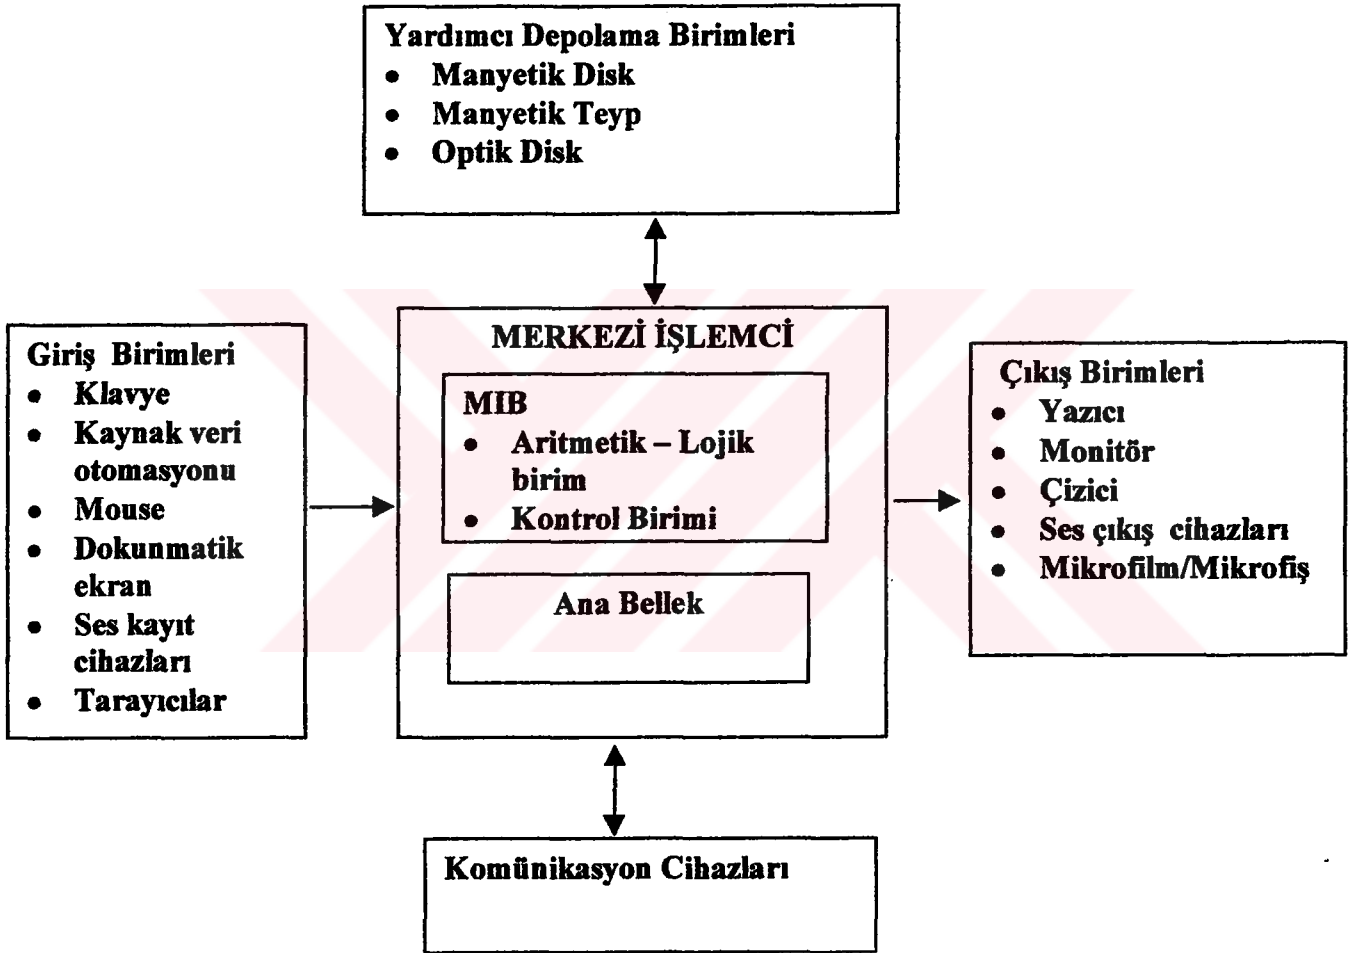 Yardımcı Depolama Birimleri
• Manyetik Disk
• Manyetik Teyp
• Optik Disk
Giriş Birimleri
• Klavye
• Kaynak veri
otomasyonu
• Mouse
• Dokunmatik
ekran
• Ses kayıt
cihazları
• Tarayıcılar
MERKEZİ İŞLEMCİ
MIB
• Aritmetik – Lojik
birim
• Kontrol Birimi
Ana Bellek
Çıkış Birimleri
• Yazıcı
• Monitör
• Çizici
• Ses çıkış cihazları
• Mikrofilm/Mikrofiş
Komünikasyon Cihazları